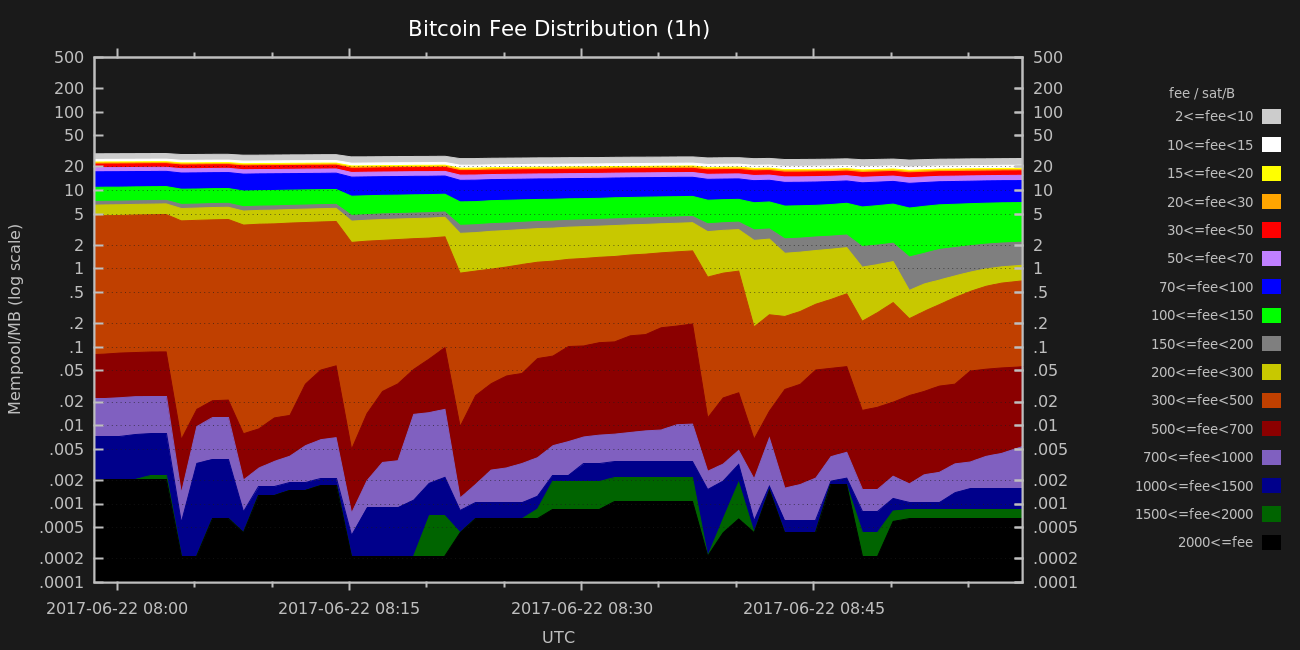 Bitcoin Fee Distribution (1h)
500
200
100
50
20
10
5
2
1
.5
.2
.1
.05
.02
.01
.005
.002
.001
.0005
.0002
.0001
Mempool/MB (log scale)
500
200
100
50
20
10
5
2
1
.5
.2
.1
.05
.02
.01
.005
.002
.001
.0005
.0002
.0001
2017-06-22 08:00
2017-06-22 08:15
2017-06-22 08:30
2017-06-22 08:45
UTC
fee / sat/B
2<=fee<10
10<=fee<15
15<=fee<20
20<=fee<30
30<=fee<50
50<=fee<70
70<=fee<100
100<=fee<150
150<=fee<200
200<=fee<300
300<=fee<500
500<=fee<700
700<=fee<1000
1000<=fee<1500
1500<=fee<2000
2000<=fee